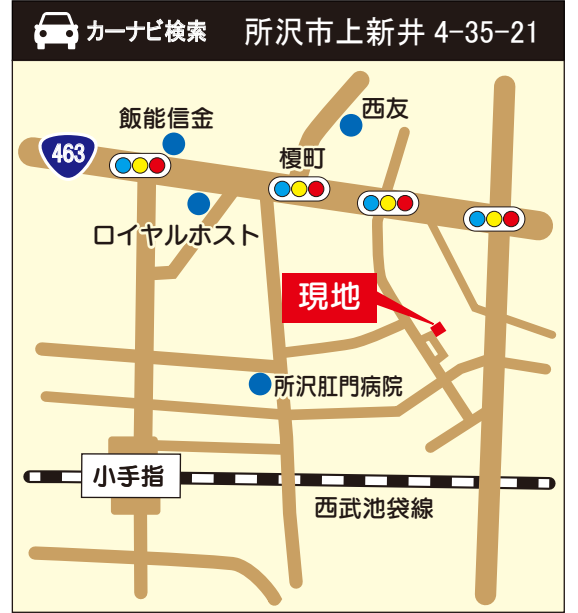 カーナビ検索 所沢市上新井 4-35-21
西友
飯能信金
463
榎町
ロイヤルホスト
現地
所沢肛門病院
小手指
西武池袋線